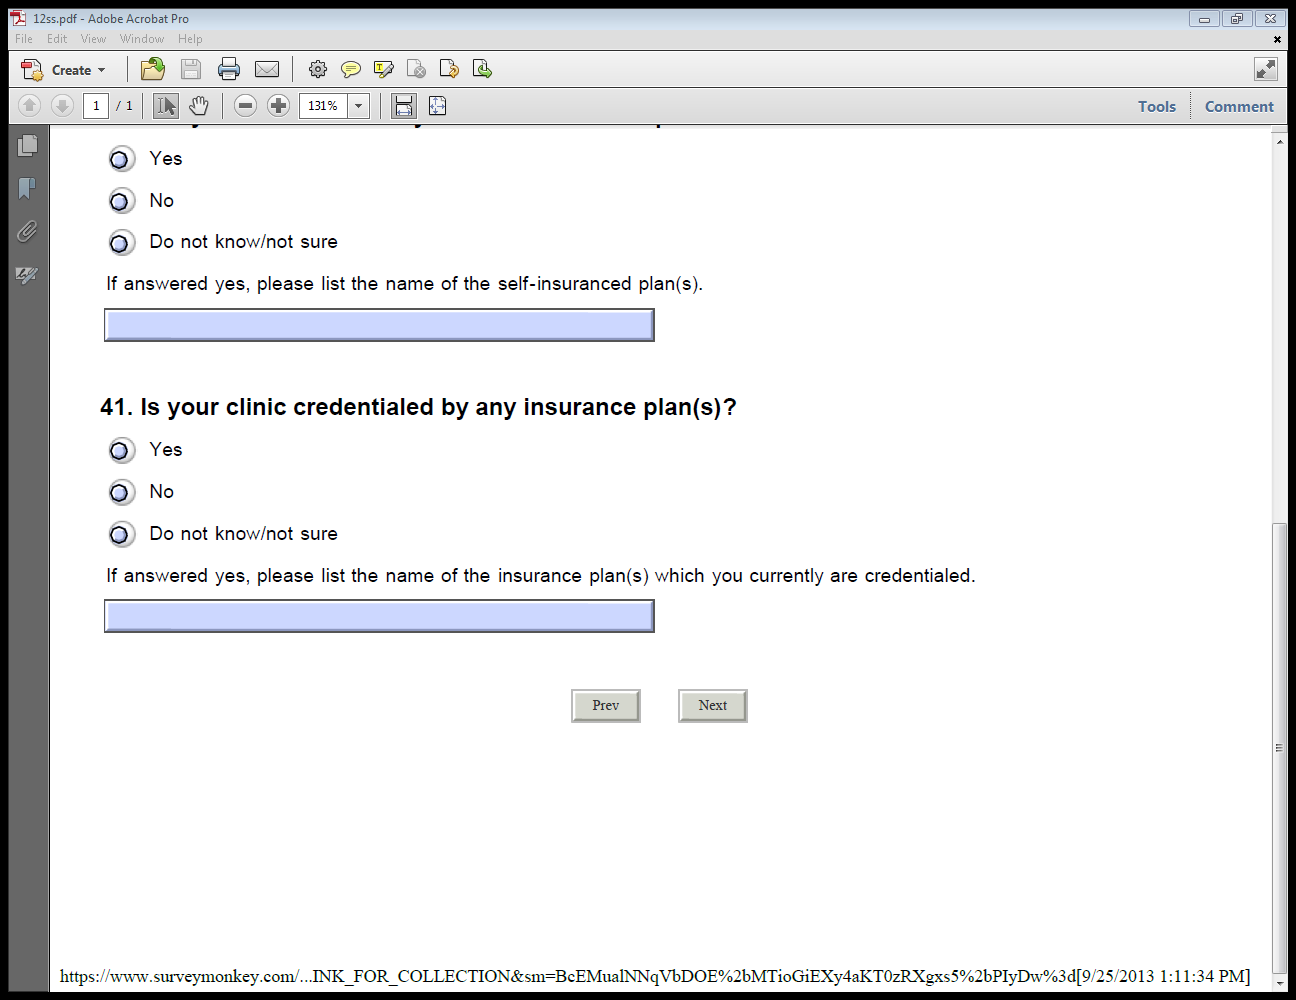 12ss.pdf - Adobe Acrobat Pro
File Edit View Window Help
Create
1 / 1 131% Tools Comment
Yes
No
Do not know/not sure
If answered yes, please list the name of the self-insuranced plan(s).
41. Is your clinic credentialed by any insurance plan(s)?
Yes
No
Do not know/not sure
If answered yes, please list the name of the insurance plan(s) which you currently are credentialed.
Prev Next
https://www.surveymonkey.com/...INK_FOR_COLLECTION&sm=BcEMualNNqVbDOE%2bMTioGiEXy4aKT0zRXgxs5%2bPIyDw%3d[9/25/2013 1:11:34 PM]